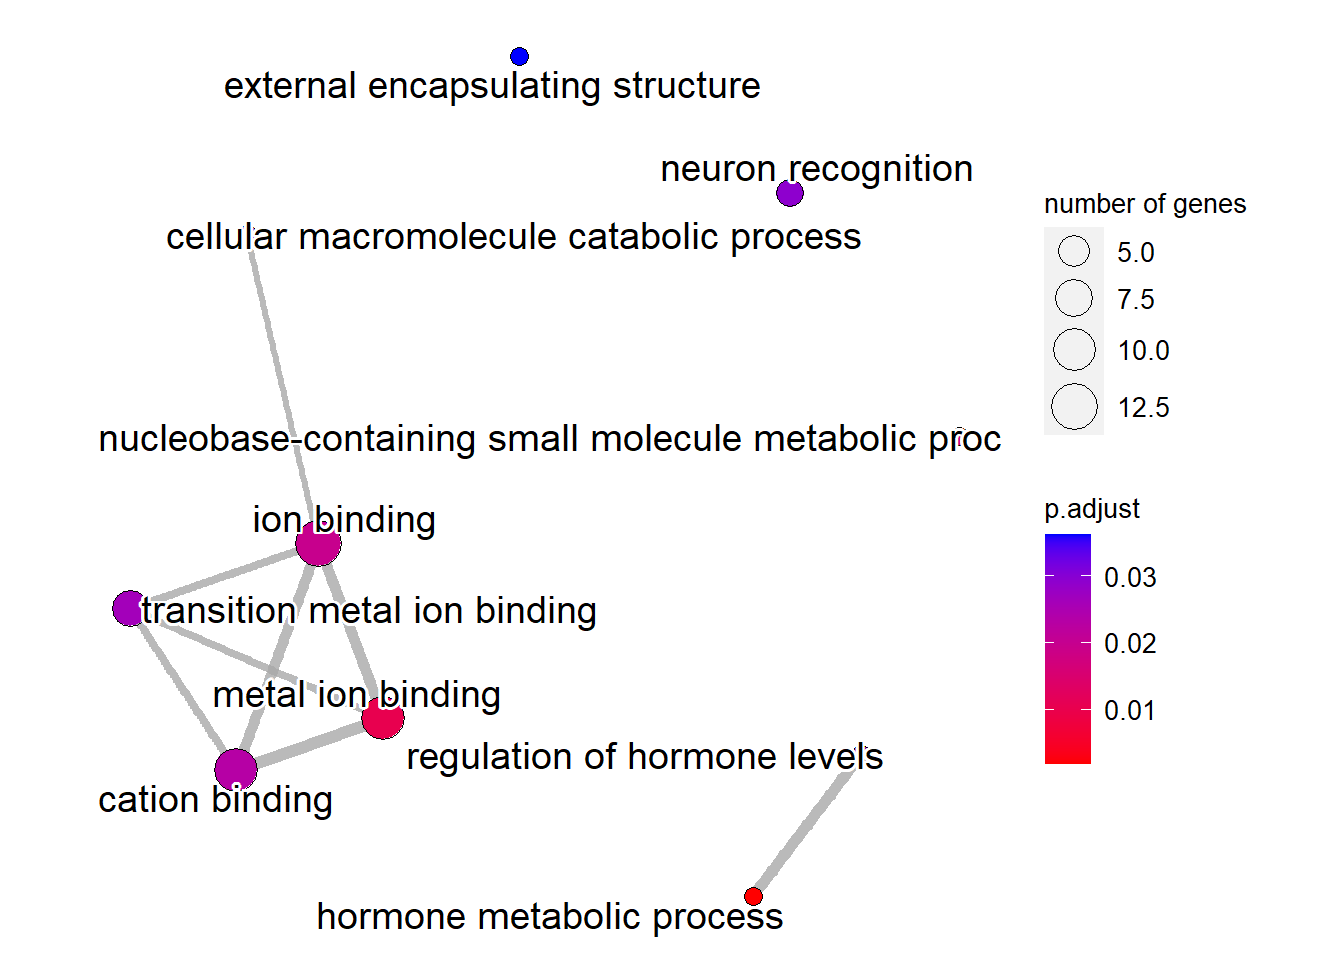 external encapsulating structure
neuron recognition
cellular macromolecule catabolic process
nucleobase-containing small molecule metabolic proc
ion binding
transition metal ion binding
metal ion binding
regulation of hormone levels
cation binding
hormone metabolic process
number of genes
5.0
7.5
10.0
12.5
p.adjust
0.03
0.02
0.01